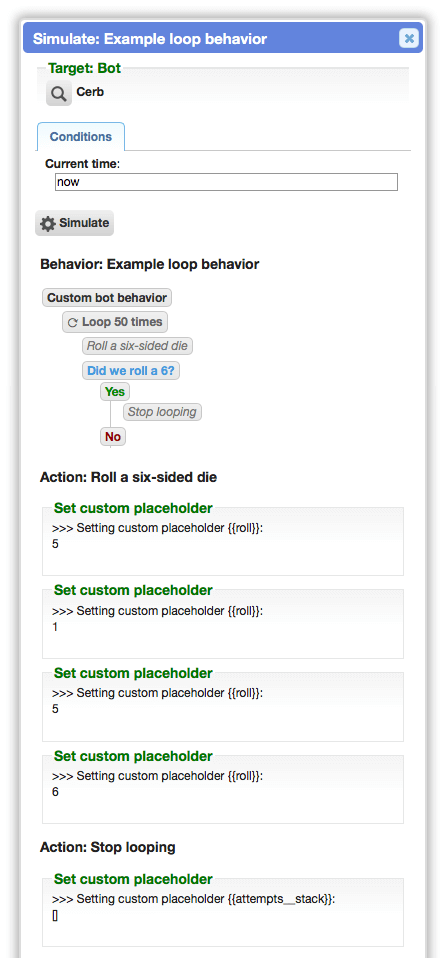 Simulate: Example loop behavior
Target: Bot
Cerb
Conditions
Current time:
now
Simulate
Behavior: Example loop behavior
Custom bot behavior
Loop 50 times
Roll a six-sided die
Did we roll a 6?
Yes
Stop looping
No
Action: Roll a six-sided die
Set custom placeholder
>>> Setting custom placeholder {{roll}}:
5
Set custom placeholder
>>> Setting custom placeholder {{roll}}:
1
Set custom placeholder
>>> Setting custom placeholder {{roll}}:
5
Set custom placeholder
>>> Setting custom placeholder {{roll}}:
6
Action: Stop looping
Set custom placeholder
>>> Setting custom placeholder {{attempts__stack}}:
[]